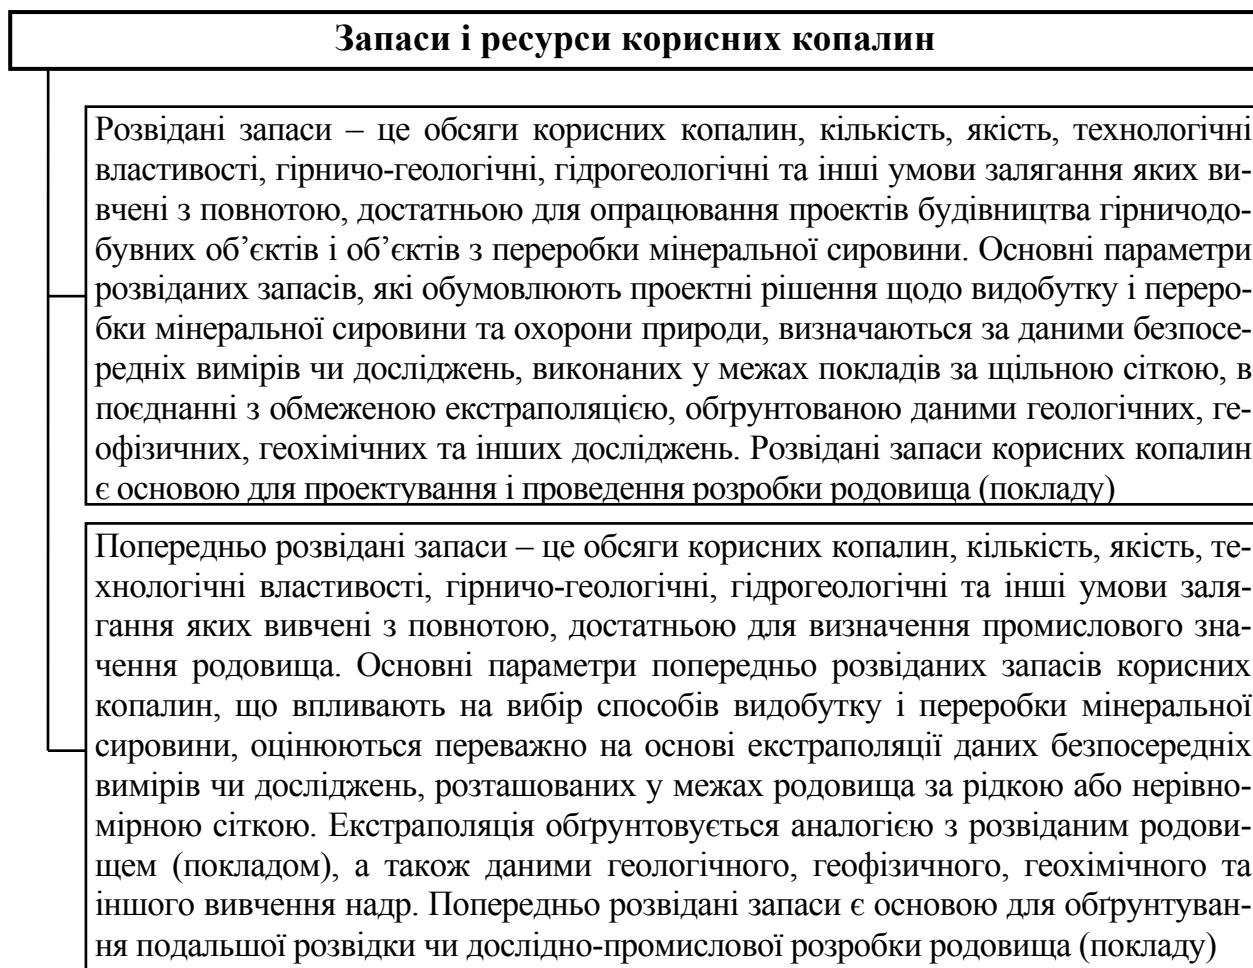 Запаси і ресурси корисних копалин
Розвідані запаси – це обсяги корисних копалин, кількість, якість, технологічні
властивості, гірничо-геологічні, гідрогеологічні та інші умови залягання яких ви-
вчені з повнотою, достатньою для опрацювання проектів будівництва гірничодо-
бувних об’єктів і об’єктів з переробки мінеральної сировини. Основні параметри
розвіданих запасів, які обумовлюють проектні рішення щодо видобутку і переро-
бки мінеральної сировини та охорони природи, визначаються за даними безпосе-
редніх вимірів чи досліджень, виконаних у межах покладів за щільною сіткою, в
поєднанні з обмеженою екстраполяцією, обґрунтованою даними геологічних, ге-
офізичних, геохімічних та інших досліджень. Розвідані запаси корисних копалин
є основою для проектування і проведення розробки родовища (покладу)
Попередньо розвідані запаси – це обсяги корисних копалин, кількість, якість, те-
хнологічні властивості, гірничо-геологічні, гідрогеологічні та інші умови заля-
гання яких вивчені з повнотою, достатньою для визначення промислового зна-
чення родовища. Основні параметри попередньо розвіданих запасів корисних
копалин, що впливають на вибір способів видобутку і переробки мінеральної
сировини, оцінюються переважно на основі екстраполяції даних безпосередніх
вимірів чи досліджень, розташованих у межах родовища за рідкою або нерівно-
мірною сіткою. Екстраполяція обґрунтовується аналогією з розвіданим родови-
щем (покладом), а також даними геологічного, геофізичного, геохімічного та
іншого вивчення надр. Попередньо розвідані запаси є основою для обґрунтуван-
ня подальшої розвідки чи дослідно-промислової розробки родовища (покладу)